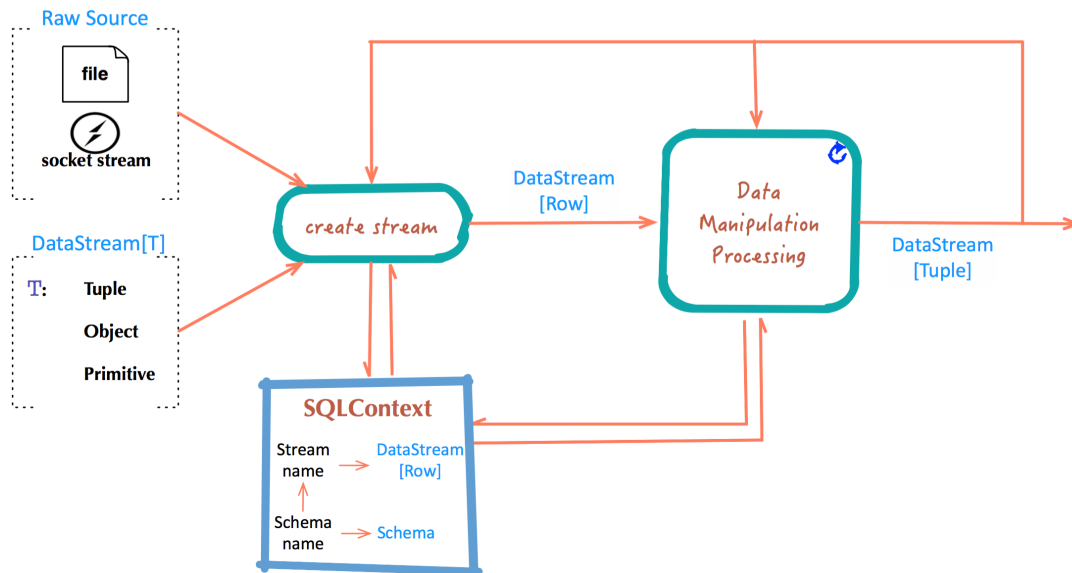 Raw Source
file
socket stream
DataStream[T]
T: Tuple
Object
Primitive
create stream
DataStream
[Row]
Data
Manipulation
Processing
DataStream
[Tuple]
SQLContext
Stream
name
DataStream
[Row]
Schema
name
Schema